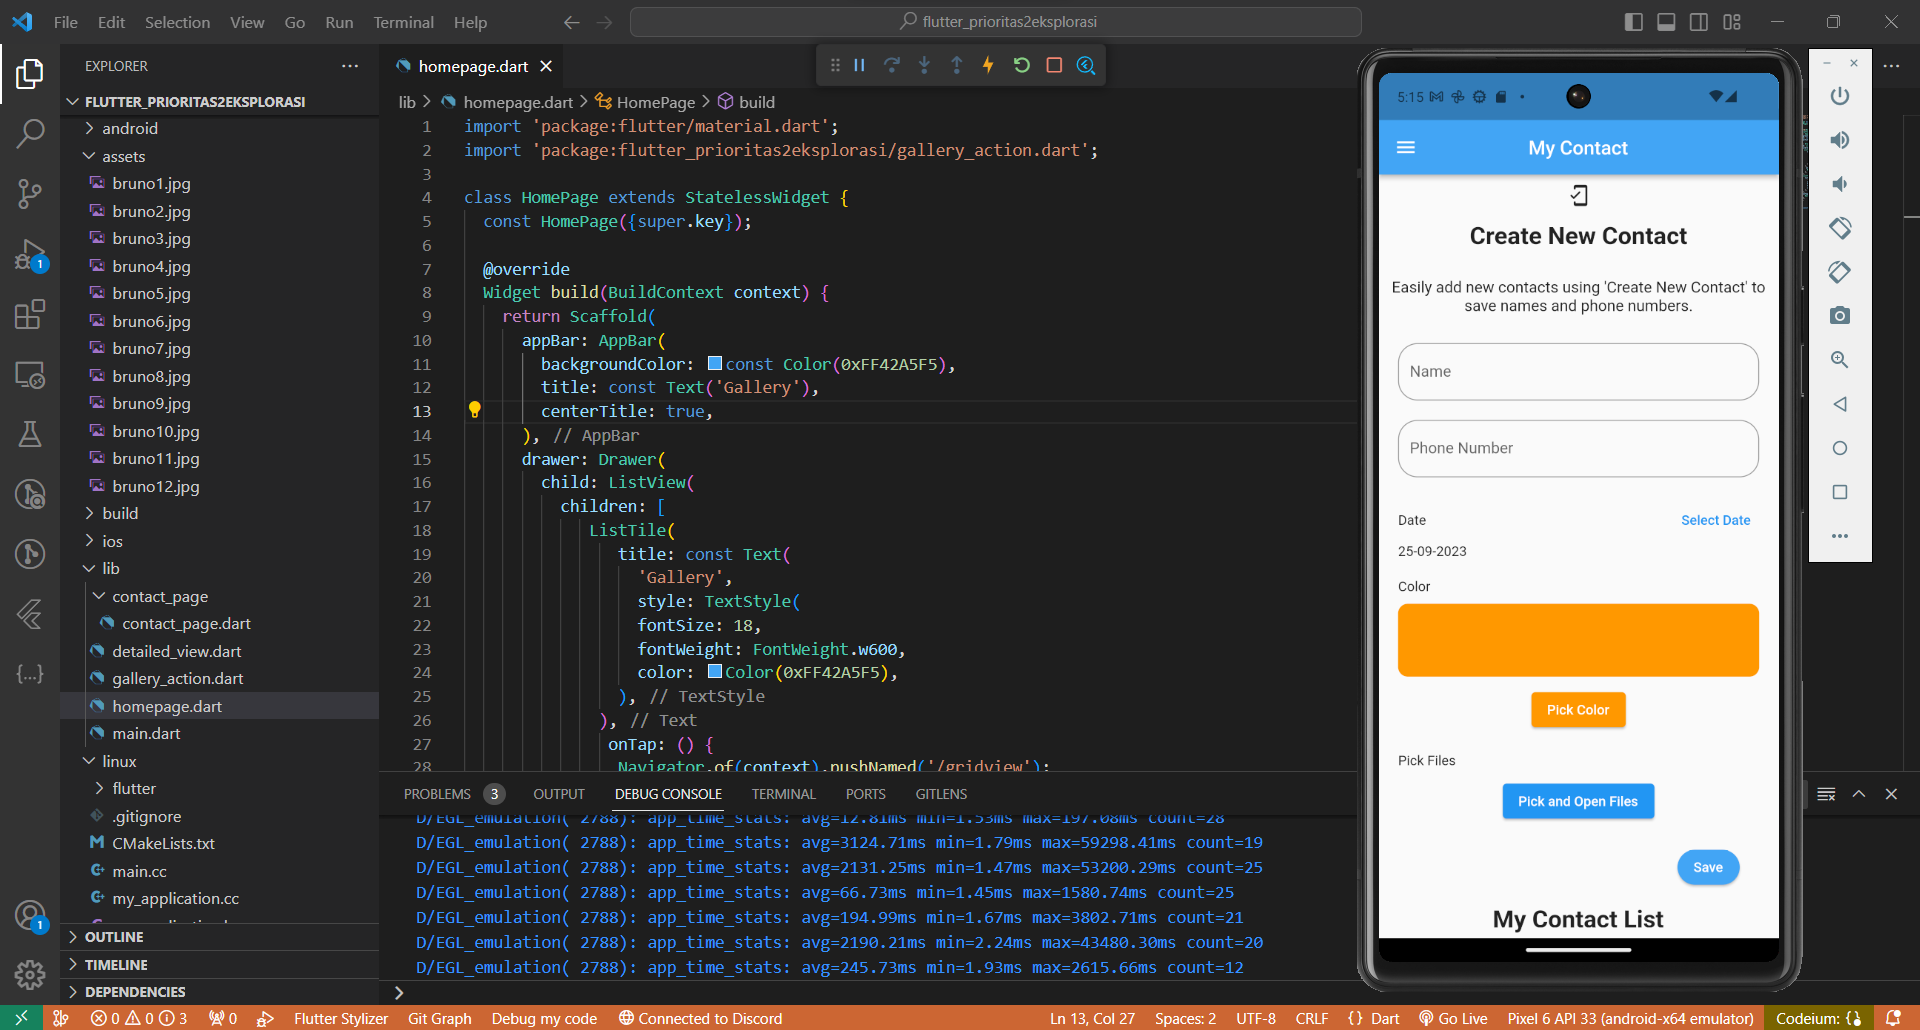 File Edit Selection View Go Run Terminal Help
flutter_prioritas2eksplorasi
EXPLORER
FLUTTER_PRIORITAS2EKSPLORASI
android
assets
bruno1.jpg
bruno2.jpg
bruno3.jpg
bruno4.jpg
bruno5.jpg
bruno6.jpg
bruno7.jpg
bruno8.jpg
bruno9.jpg
bruno10.jpg
bruno11.jpg
bruno12.jpg
build
ios
lib
contact_page
contact_page.dart
detailed_view.dart
gallery_action.dart
homepage.dart
main.dart
linux
flutter
.gitignore
CMakeLists.txt
main.cc
my_application.cc
OUTLINE
TIMELINE
DEPENDENCIES
1
1
homepage.dart
lib > homepage.dart > HomePage > build
1 import 'package:flutter/material.dart';
2 import 'package:flutter_prioritas2eksplorasi/gallery_action.dart';
3
4 class HomePage extends StatelessWidget {
5 const HomePage({super.key});
6
7 @override
8 Widget build(BuildContext context) {
9 return Scaffold(
10 appBar: AppBar(
11 backgroundColor: const Color(0xFF42A5F5),
12 title: const Text('Gallery'),
13 centerTitle: true,
14 ), // AppBar
15 drawer: Drawer(
16 child: ListView(
17 children: [
18 ListTile(
19 title: const Text(
20 'Gallery',
21 style: TextStyle(
22 fontSize: 18,
23 fontWeight: FontWeight.w600,
24 color: Color(0xFF42A5F5),
25 ), // TextStyle
26 ), // Text
27 onTap: () {
28 Navigator.of(context).pushNamed('/gridview');
PROBLEMS 3 OUTPUT DEBUG CONSOLE TERMINAL PORTS GITLENS
D/EGL_emulation( 2788): app_time_stats: avg=12.81ms min=1.53ms max=197.08ms count=28
D/EGL_emulation( 2788): app_time_stats: avg=3124.71ms min=1.79ms max=59298.41ms count=19
D/EGL_emulation( 2788): app_time_stats: avg=2131.25ms min=1.47ms max=53200.29ms count=25
D/EGL_emulation( 2788): app_time_stats: avg=66.73ms min=1.45ms max=1580.74ms count=25
D/EGL_emulation( 2788): app_time_stats: avg=194.99ms min=1.67ms max=3802.71ms count=21
D/EGL_emulation( 2788): app_time_stats: avg=2190.21ms min=2.24ms max=43480.30ms count=20
D/EGL_emulation( 2788): app_time_stats: avg=245.73ms min=1.93ms max=2615.66ms count=12
5:15
My Contact
Create New Contact
Easily add new contacts using 'Create New Contact' to
save names and phone numbers.
Name
Phone Number
Date Select Date
25-09-2023
Color
Pick Color
Pick Files
Pick and Open Files
Save
My Contact List
0 0 3 0 Flutter Stylizer Git Graph Debug my code Connected to Discord Ln 13, Col 27 Spaces: 2 UTF-8 CRLF {} Dart Go Live Pixel 6 API 33 (android-x64 emulator) Codeium: {}